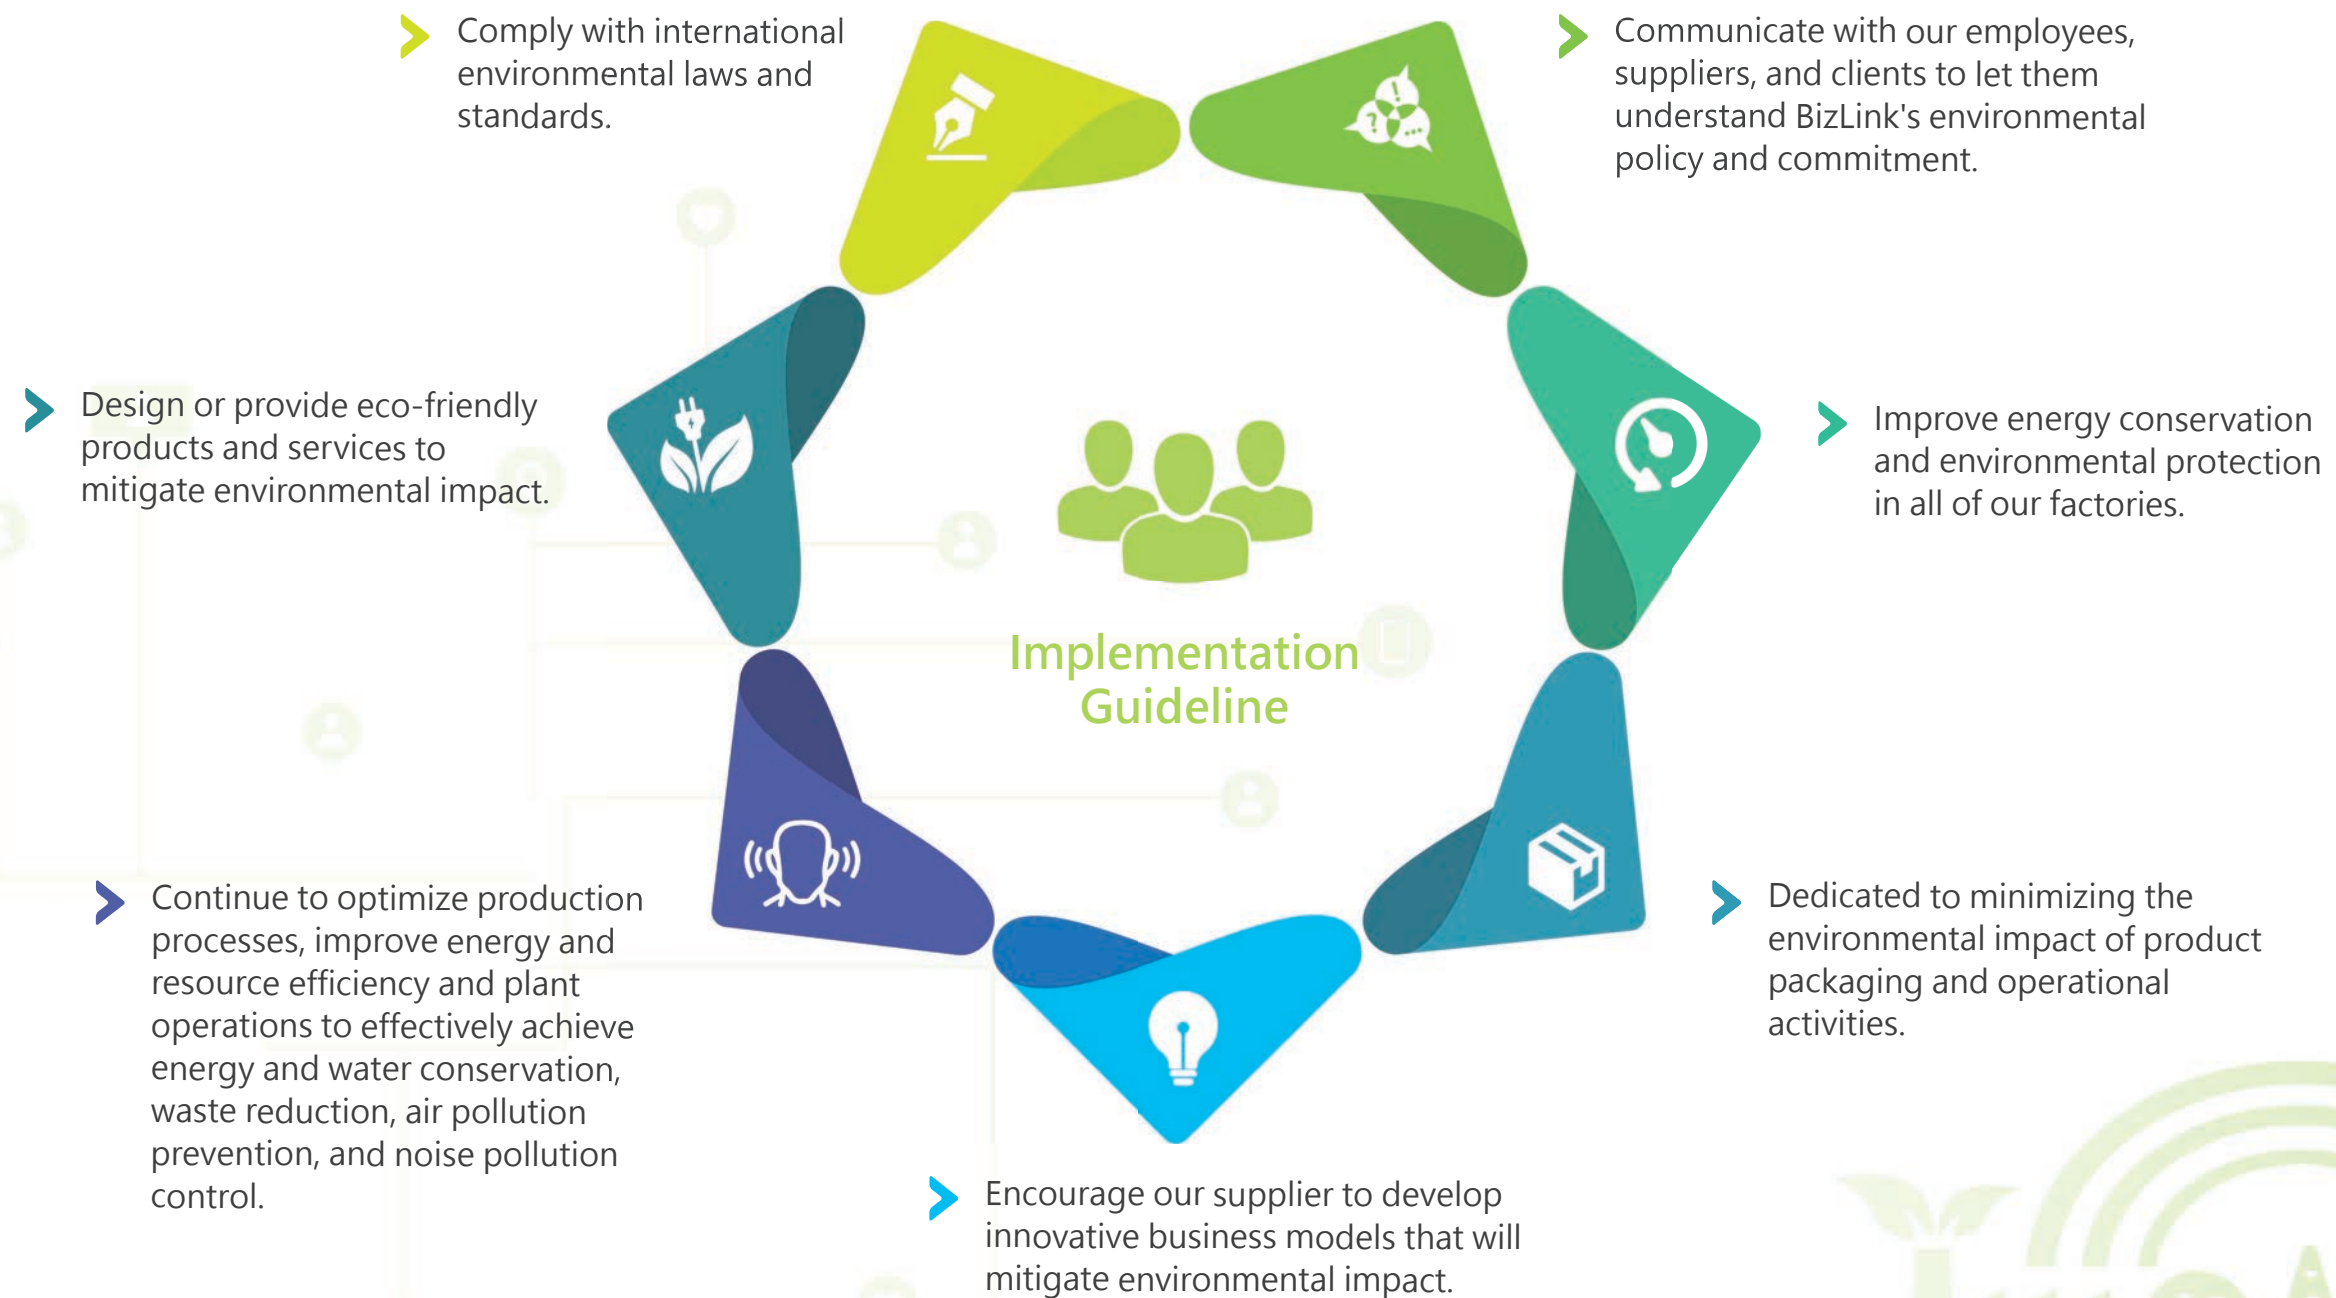 Comply with international
environmental laws and
standards.
Communicate with our employees,
suppliers, and clients to let them
understand BizLink's environmental
policy and commitment.
Design or provide eco-friendly
products and services to
mitigate environmental impact.
Improve energy conservation
and environmental protection
in all of our factories.
Implementation
Guideline
Continue to optimize production
processes, improve energy and
resource efficiency and plant
operations to effectively achieve
energy and water conservation,
waste reduction, air pollution
prevention, and noise pollution
control.
Dedicated to minimizing the
environmental impact of product
packaging and operational
activities.
Encourage our supplier to develop
innovative business models that will
mitigate environmental impact.